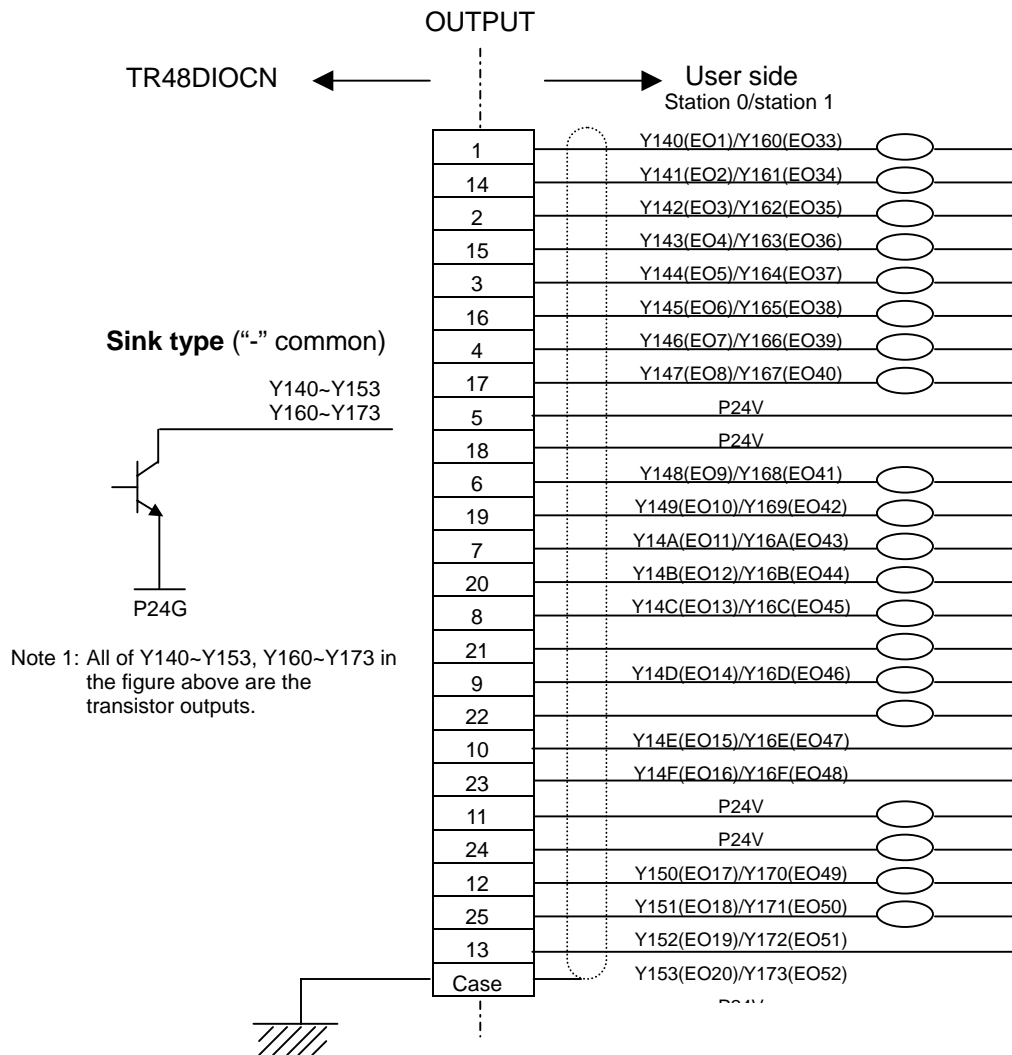 OUTPUT
TR48DIOCN
User side
Station 0/station 1
1 Y140(EO1)/Y160(EO33)
14 Y141(EO2)/Y161(EO34)
2 Y142(EO3)/Y162(EO35)
15 Y143(EO4)/Y163(EO36)
3 Y144(EO5)/Y164(EO37)
16 Y145(EO6)/Y165(EO38)
4 Y146(EO7)/Y166(EO39)
17 Y147(EO8)/Y167(EO40)
5 P24V
18 P24V
6 Y148(EO9)/Y168(EO41)
19 Y149(EO10)/Y169(EO42)
7 Y14A(EO11)/Y16A(EO43)
20 Y14B(EO12)/Y16B(EO44)
8 Y14C(EO13)/Y16C(EO45)
21
9 Y14D(EO14)/Y16D(EO46)
22
10 Y14E(EO15)/Y16E(EO47)
23 Y14F(EO16)/Y16F(EO48)
11 P24V
24 P24V
12 Y150(EO17)/Y170(EO49)
25 Y151(EO18)/Y171(EO50)
13 Y152(EO19)/Y172(EO51)
Case Y153(EO20)/Y173(EO52)
Sink type (“-” common)
Y140~Y153
Y160~Y173
P24G
Note 1: All of Y140~Y153, Y160~Y173 in
the figure above are the
transistor outputs.